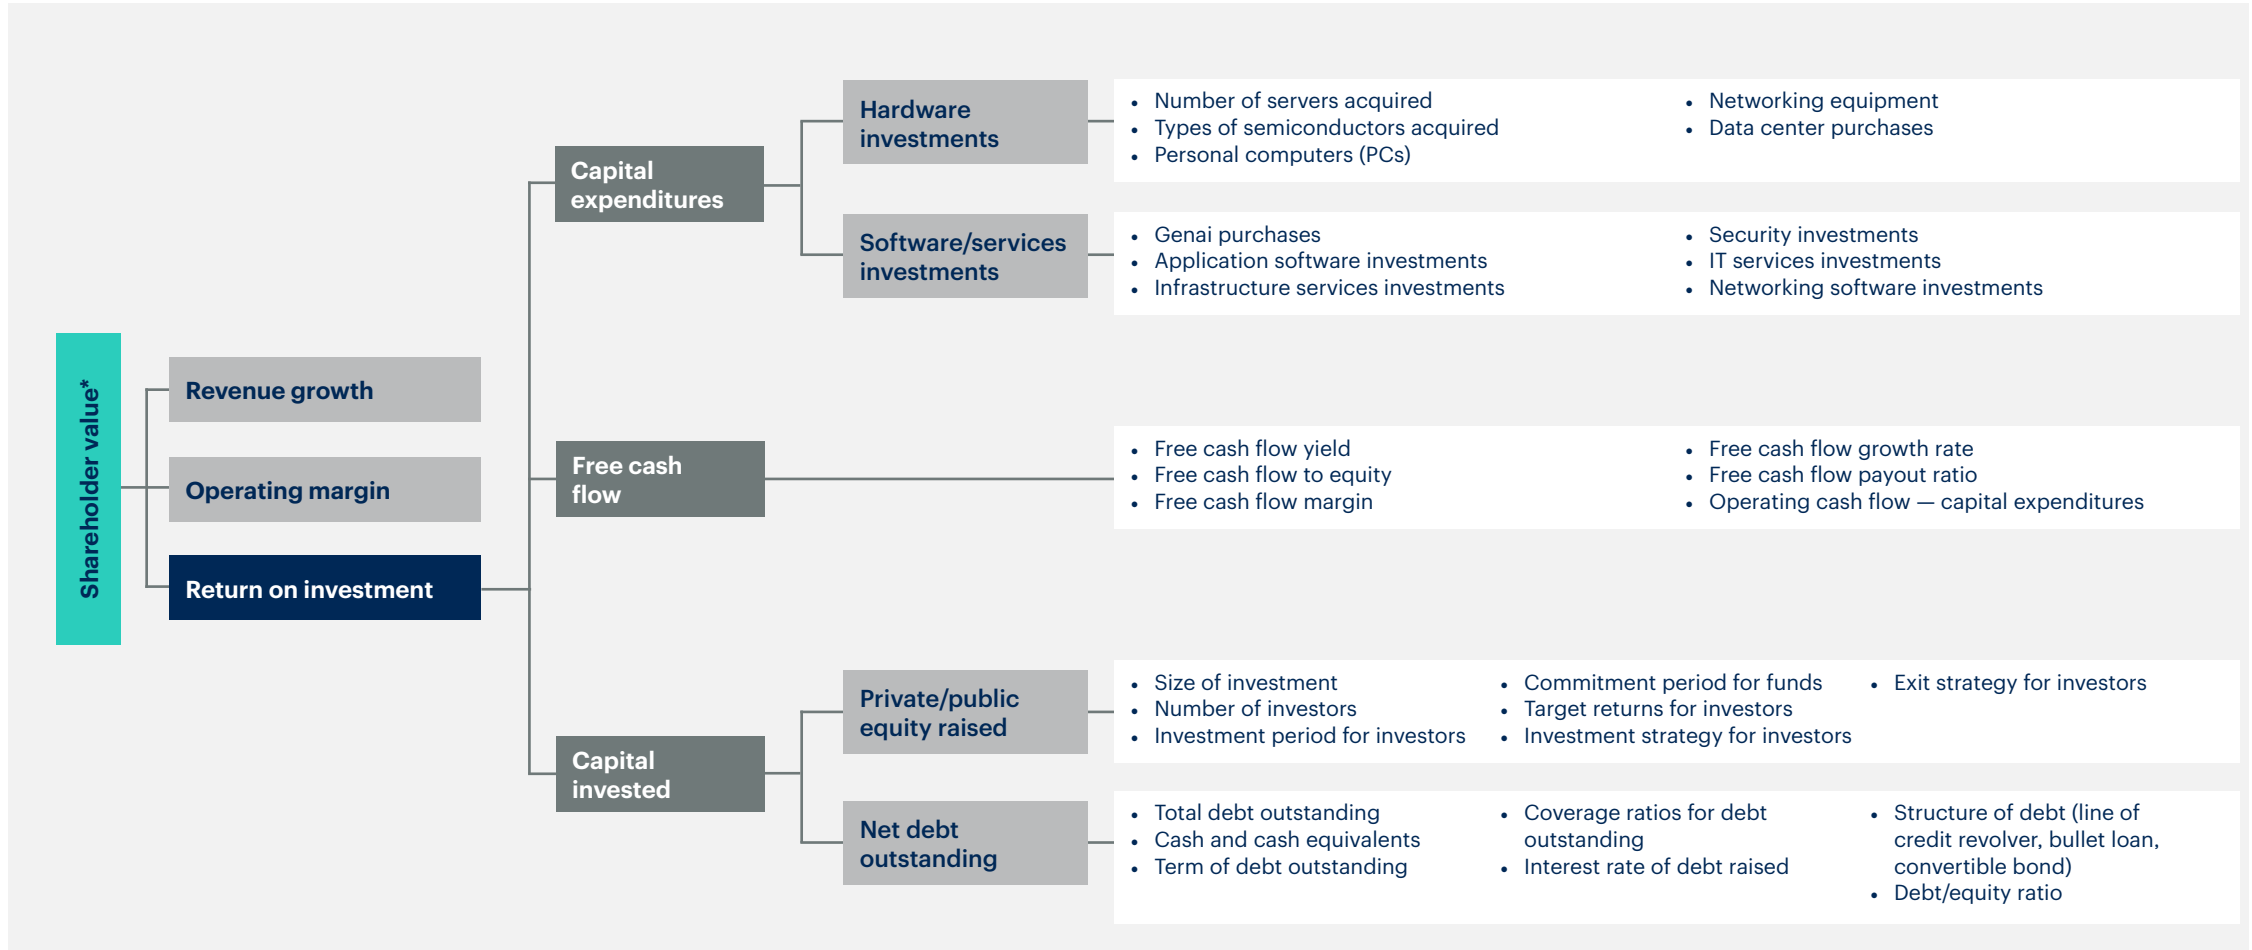 Shareholder value*
Revenue growth
Operating margin
Return on investment
Capital
expenditures
Hardware
investments
• Number of servers acquired
• Types of semiconductors acquired
• Personal computers (PCs)
• Networking equipment
• Data center purchases
Software/services
investments
• Genai purchases
• Application software investments
• Infrastructure services investments
• Security investments
• IT services investments
• Networking software investments
Free cash
flow
• Free cash flow yield
• Free cash flow to equity
• Free cash flow margin
• Free cash flow growth rate
• Free cash flow payout ratio
• Operating cash flow — capital expenditures
Capital
invested
Private/public
equity raised
• Size of investment
• Number of investors
• Investment period for investors
• Commitment period for funds
• Target returns for investors
• Investment strategy for investors
• Exit strategy for investors
Net debt
outstanding
• Total debt outstanding
• Cash and cash equivalents
• Term of debt outstanding
• Coverage ratios for debt
outstanding
• Interest rate of debt raised
• Structure of debt (line of
credit revolver, bullet loan,
convertible bond)
• Debt/equity ratio